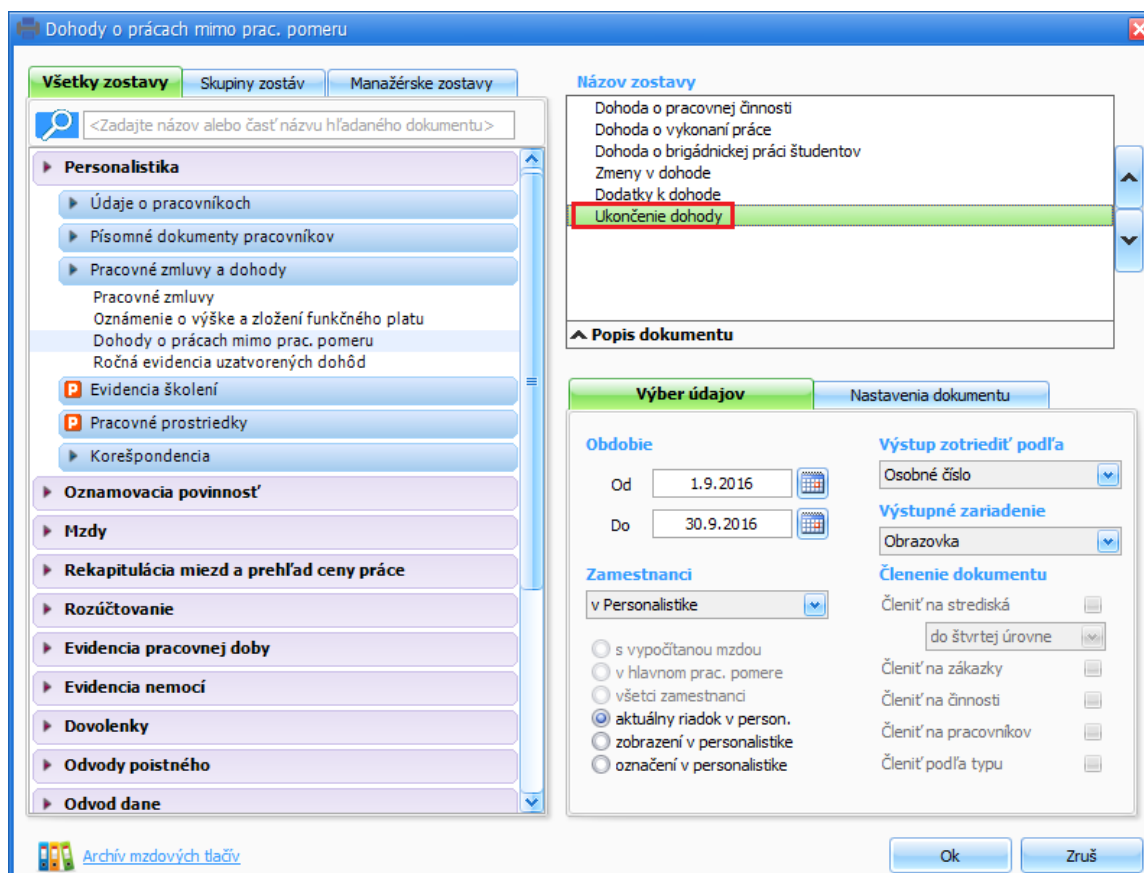 Dohody o prácach mimo prac. pomeru
Všetky zostavy
Skupiny zostáv
Manažérske zostavy
<Zadajte názov alebo časť názvu hľadaného dokumentu>
Personalistika
Údaje o pracovníkoch
Písomné dokumenty pracovníkov
Pracovné zmluvy a dohody
Pracovné zmluvy
Oznámenie o výške a zložení funkčného platu
Dohody o prácach mimo prac. pomeru
Ročná evidencia uzatvorených dohôd
P Evidencia školení
P Pracovné prostriedky
Korešpondencia
Oznamovacia povinnosť
Mzdy
Rekapitulácia miezd a prehľad ceny práce
Rozúčtovanie
Evidencia pracovnej doby
Evidencia nemocí
Dovolenky
Odvody poistného
Odvod dane
Archív mzdových tlačív
Názov zostavy
Dohoda o pracovnej činnosti
Dohoda o vykonaní práce
Dohoda o brigádnickej práci študentov
Zmeny v dohode
Dodatky k dohode
Ukončenie dohody
Popis dokumentu
Výber údajov
Nastavenia dokumentu
Obdobie
Od 1.9.2016
Do 30.9.2016
Zamestnanci
v Personalistike
s vypočítanou mzdou
v hlavnom prac. pomere
všetci zamestnanci
aktuálny riadok v person.
zobrazení v personalistike
označení v personalistike
Výstup zotriediť podľa
Osobné číslo
Výstupné zariadenie
Obrazovka
Členenie dokumentu
Členiť na strediská
do štvrtej úrovne
Členiť na zákazky
Členiť na činnosti
Členiť na pracovníkov
Členiť podľa typu
Ok
Zruš